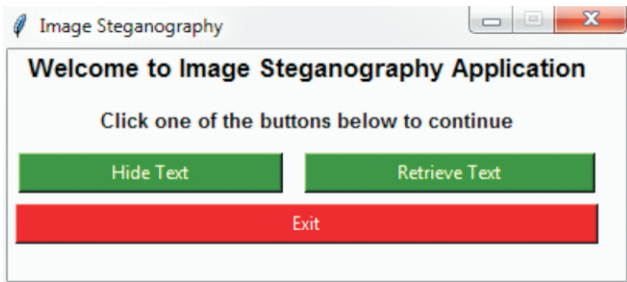 Image Steganography
Welcome to Image Steganography Application
Click one of the buttons below to continue
Hide Text Retrieve Text
Exit